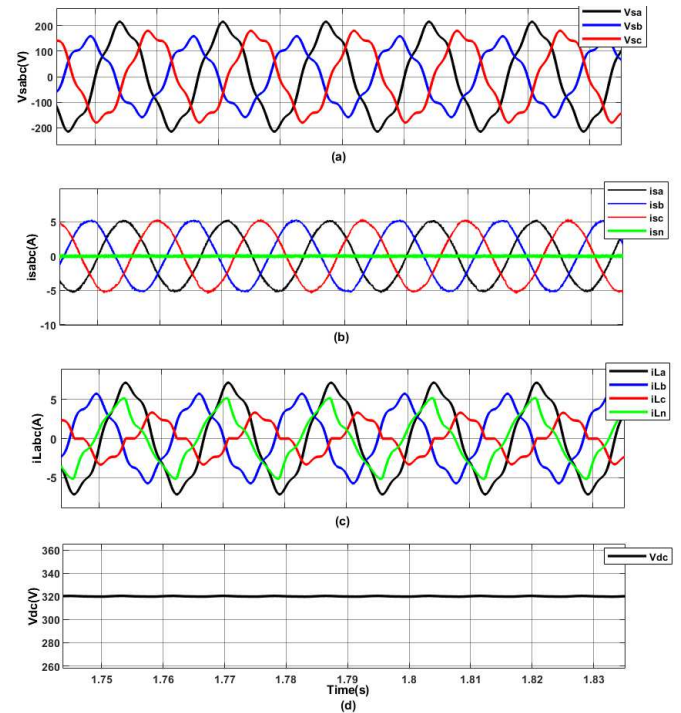 Vsabc(V)
200
100
0
-100
-200
Vsa
Vsb
Vsc
(a)
isabc(A)
5
0
-5
-10
isa
isb
isc
isn
(b)
iLabc(A)
5
0
-5
iLa
iLb
iLc
iLn
(c)
Vdc(V)
360
340
320
300
280
260
Vdc
1.75 1.76 1.77 1.78 1.79 1.8 1.81 1.82 1.83
Time(s)
(d)